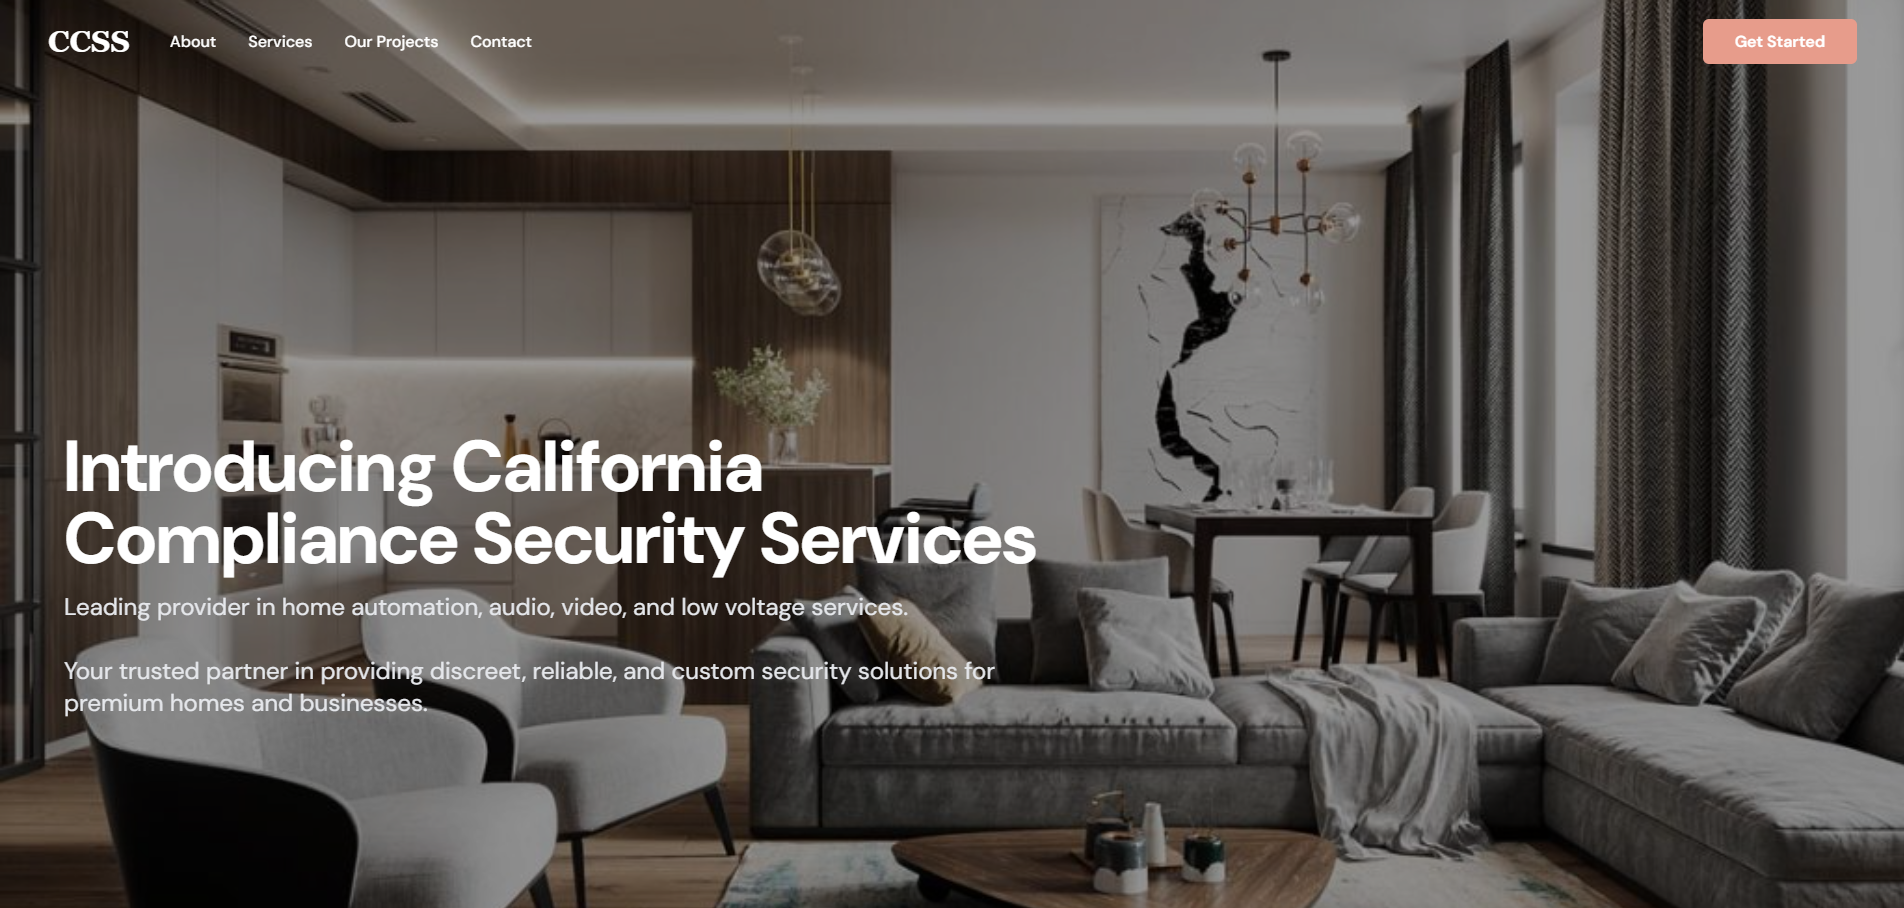 CCSS
About
Services
Our Projects
Contact
Get Started
Introducing California
Compliance Security Services
Leading provider in home automation, audio, video, and low voltage services.
Your trusted partner in providing discreet, reliable, and custom security solutions for
premium homes and businesses.